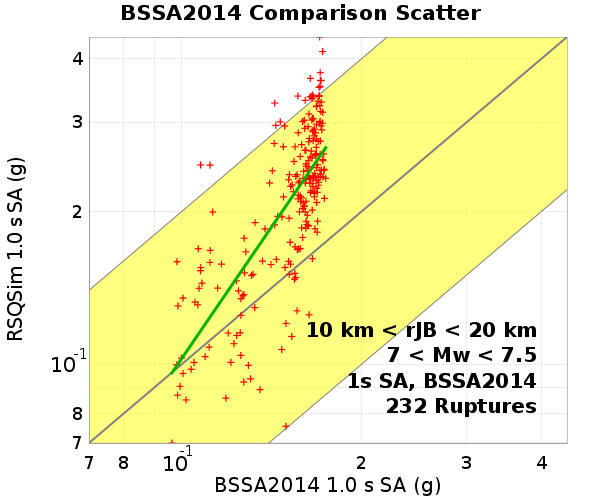 BSSA2014 Comparison Scatter
RSQSim 1.0 s SA (g)
4
3
2
10⁻¹
8
7
10 km < rJB < 20 km
7 < Mw < 7.5
1s SA, BSSA2014
232 Ruptures
7 8 10⁻¹ 2 3 4
BSSA2014 1.0 s SA (g)